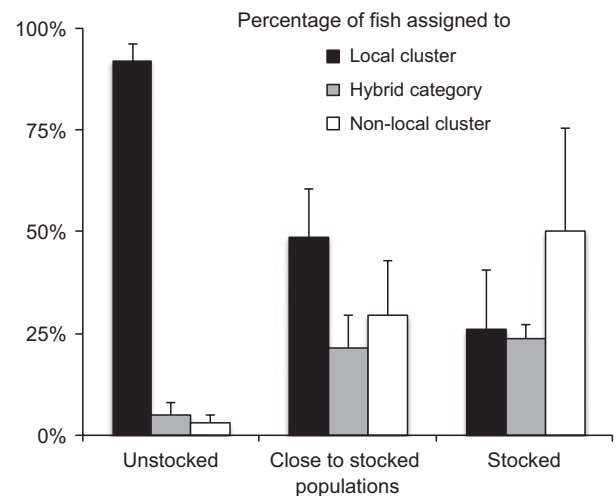 Percentage of fish assigned to
Local cluster
Hybrid category
Non-local cluster
100%
75%
50%
25%
0%
Unstocked
Close to stocked
populations
Stocked